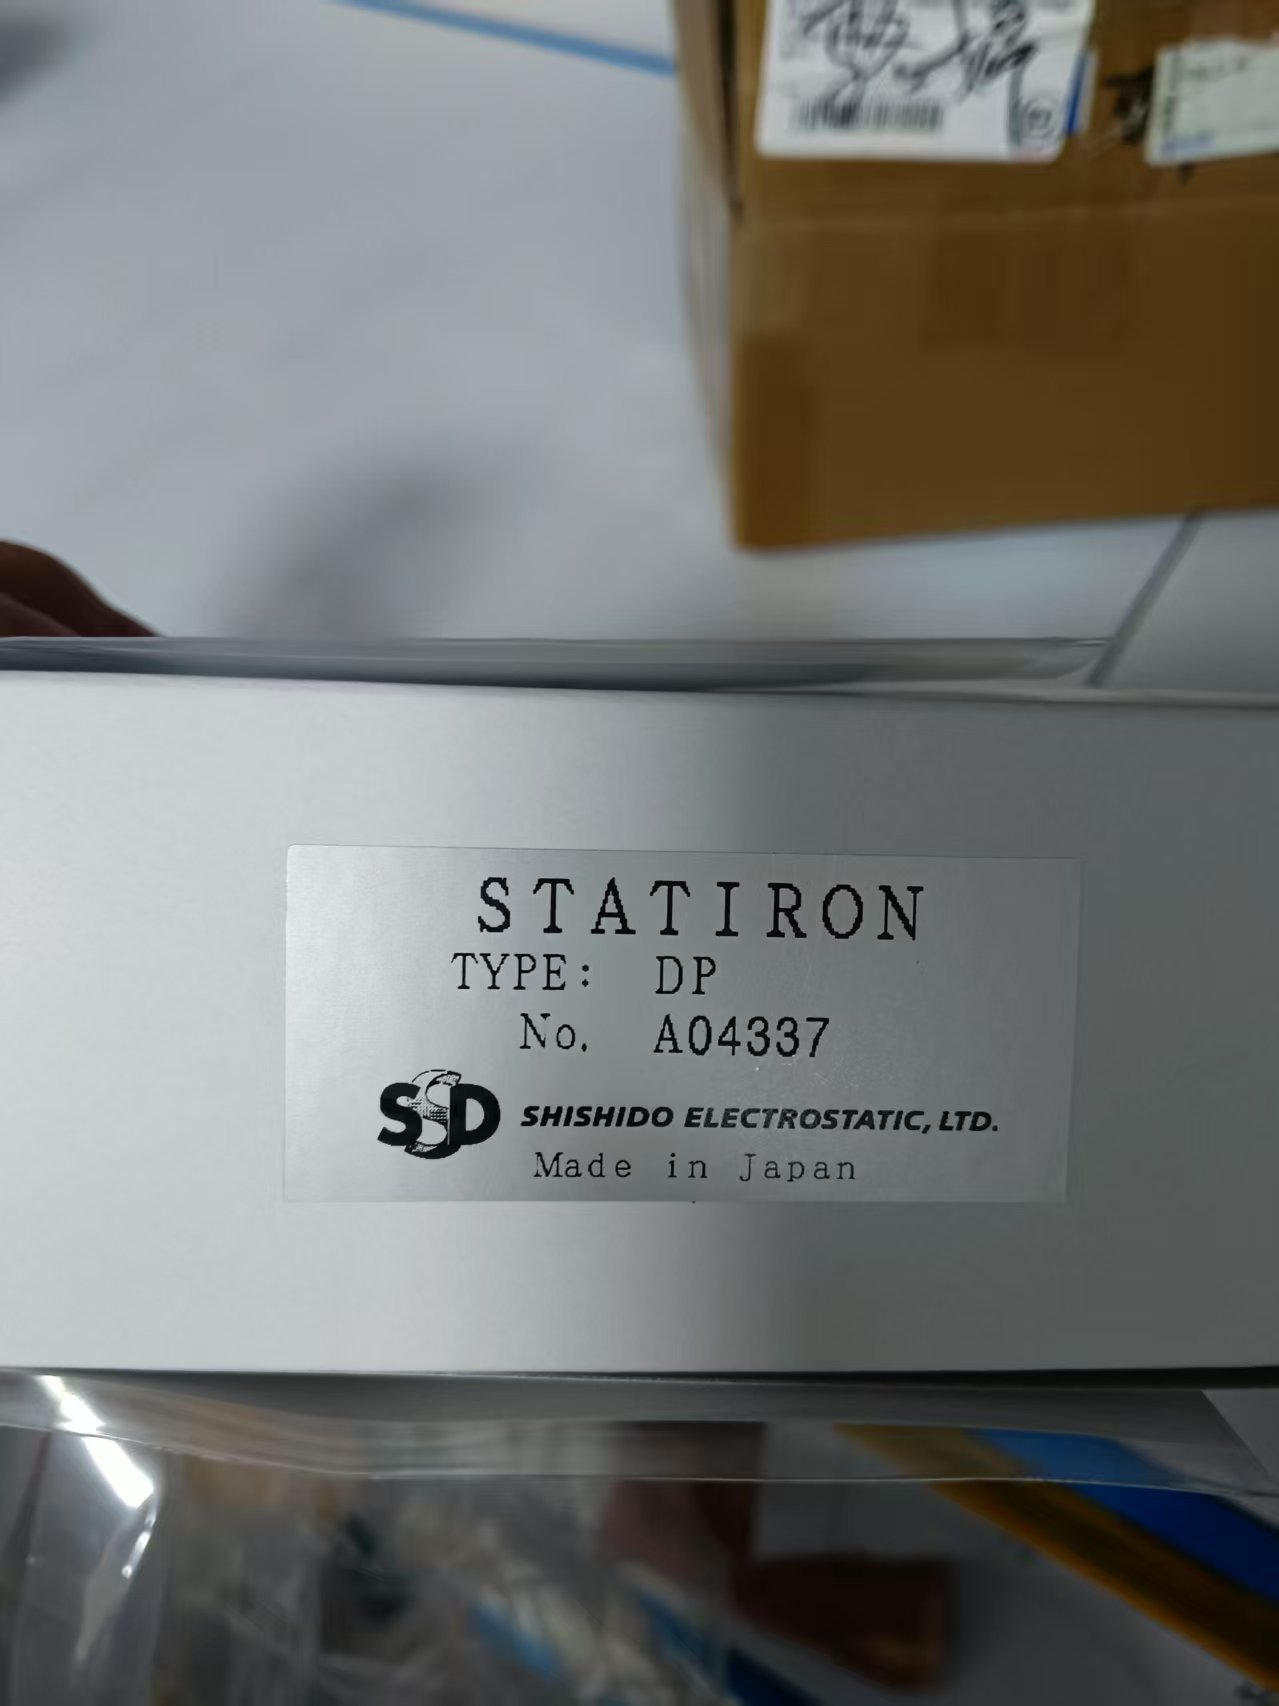 STATIRON
TYPE: DP
No. A04337
SSD SHISHIDO ELECTROSTATIC, LTD.
Made in Japan